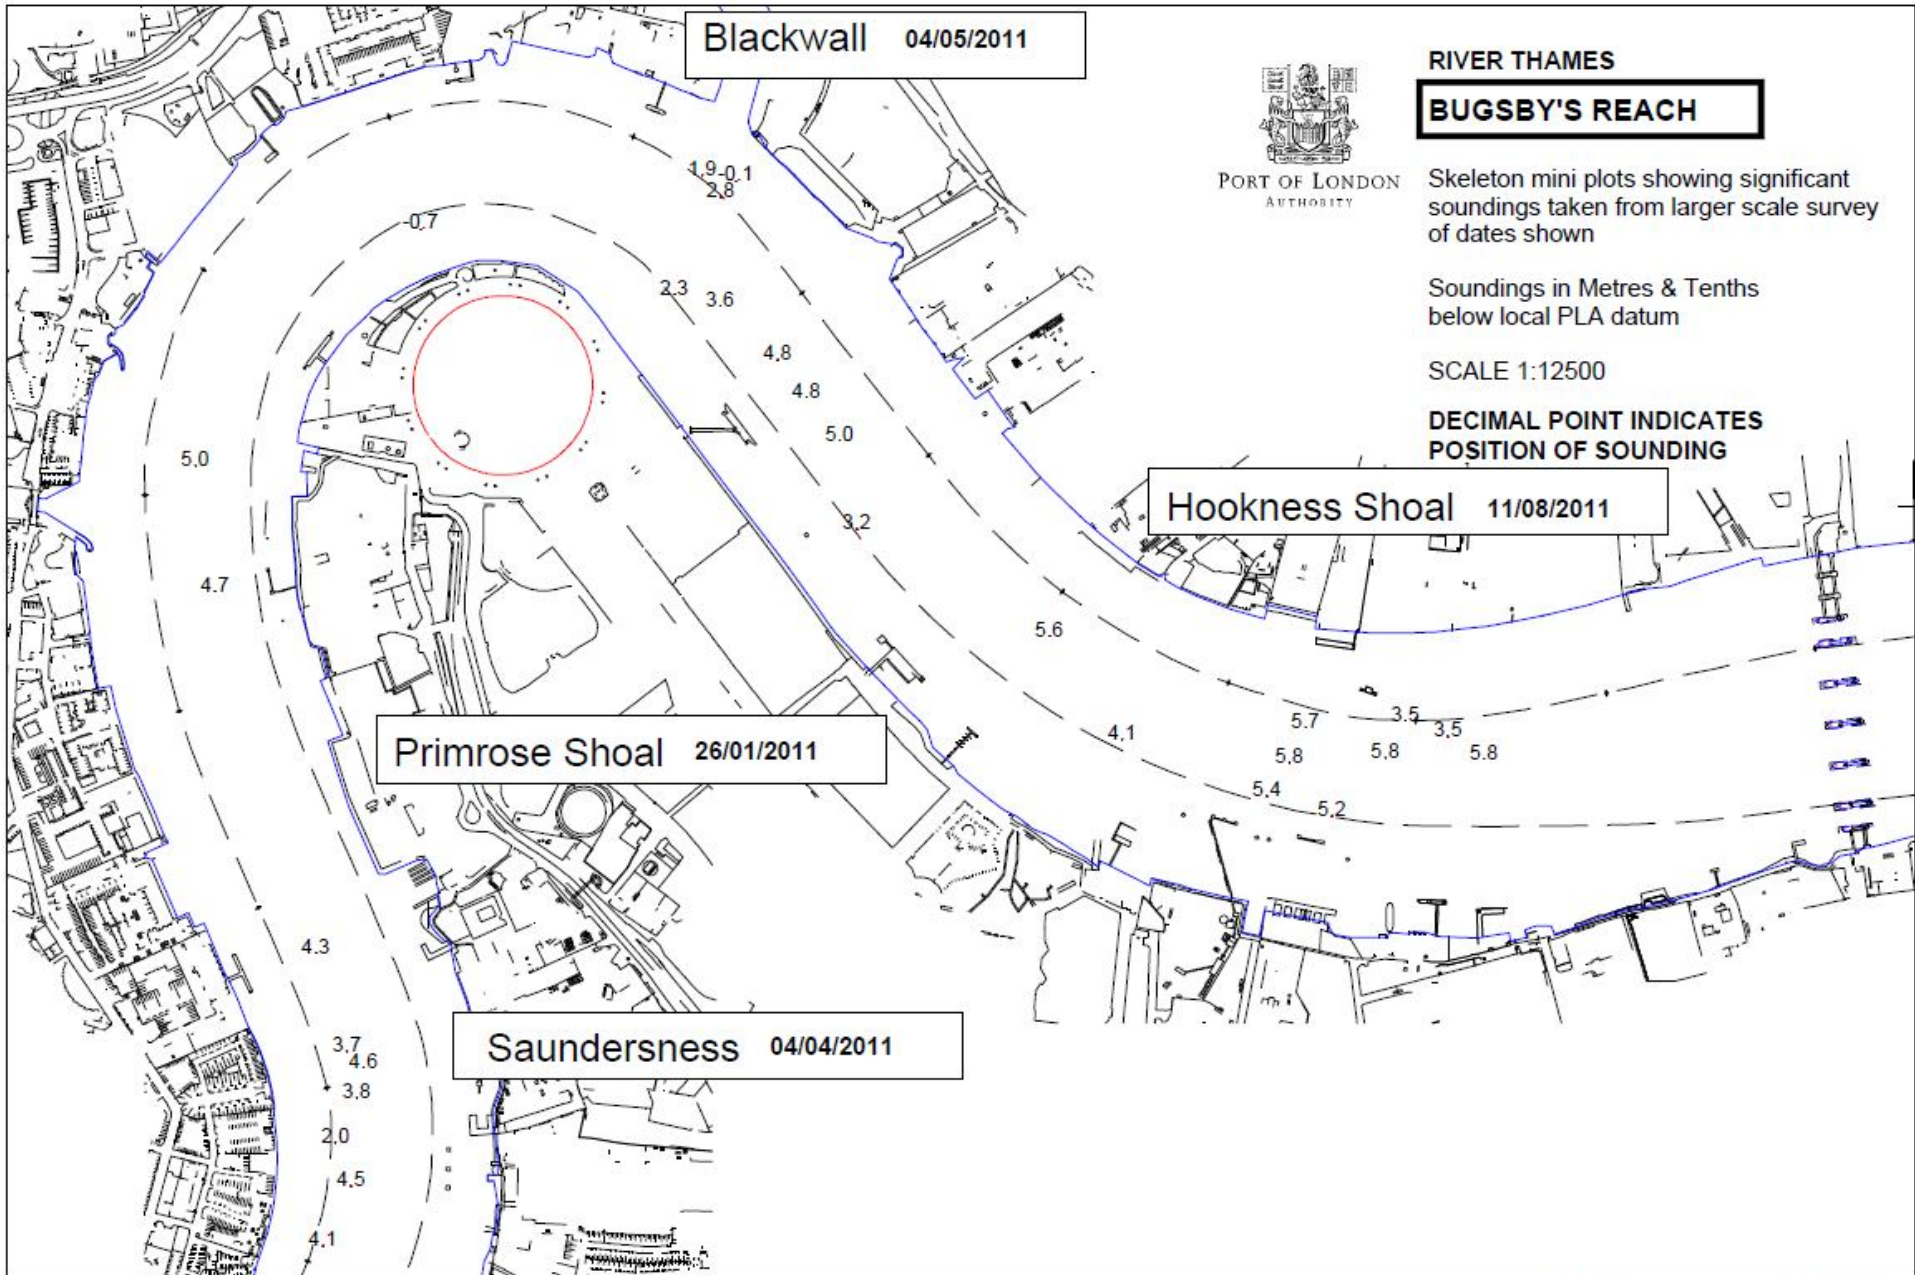 Blackwall 04/05/2011
RIVER THAMES
BUGSBY'S REACH
PORT OF LONDON
AUTHORITY
Skeleton mini plots showing significant
soundings taken from larger scale survey
of dates shown
Soundings in Metres & Tenths
below local PLA datum
SCALE 1:12500
DECIMAL POINT INDICATES
POSITION OF SOUNDING
1.9 -0.1
2.8
-0.7
2.3 3.6
4.8
4.8
5.0
5.0
Hookness Shoal 11/08/2011
3.2
4.7
5.6
Primrose Shoal 26/01/2011
4.1
5.7 3.5
3.5
5.8 5.8 5.8
5.4
5.2
4.3
Saundersness 04/04/2011
3.7
4.6
3.8
2.0
4.5
4.1